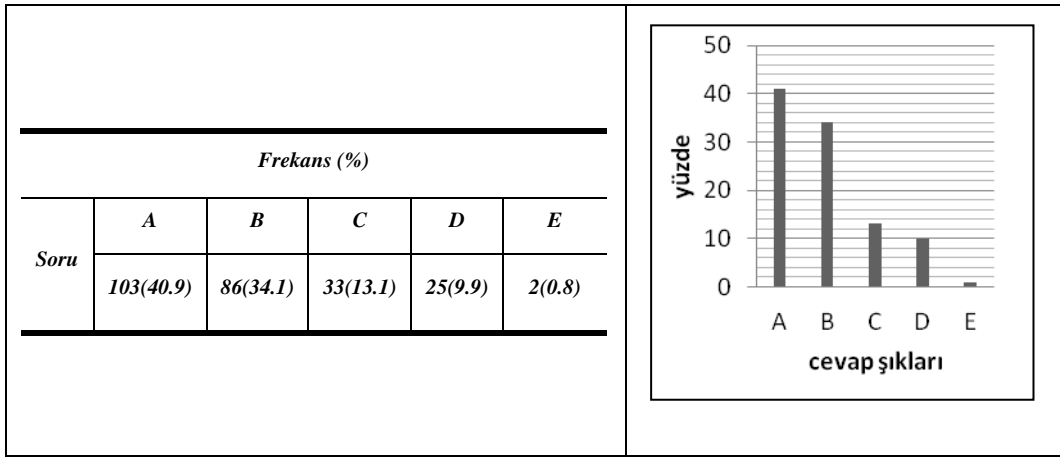 Frekans (%)
Soru
A B C D E
103(40.9) 86(34.1) 33(13.1) 25(9.9) 2(0.8)
50
40
30
20
10
0
yüzde
A B C D E
cevap şıkları